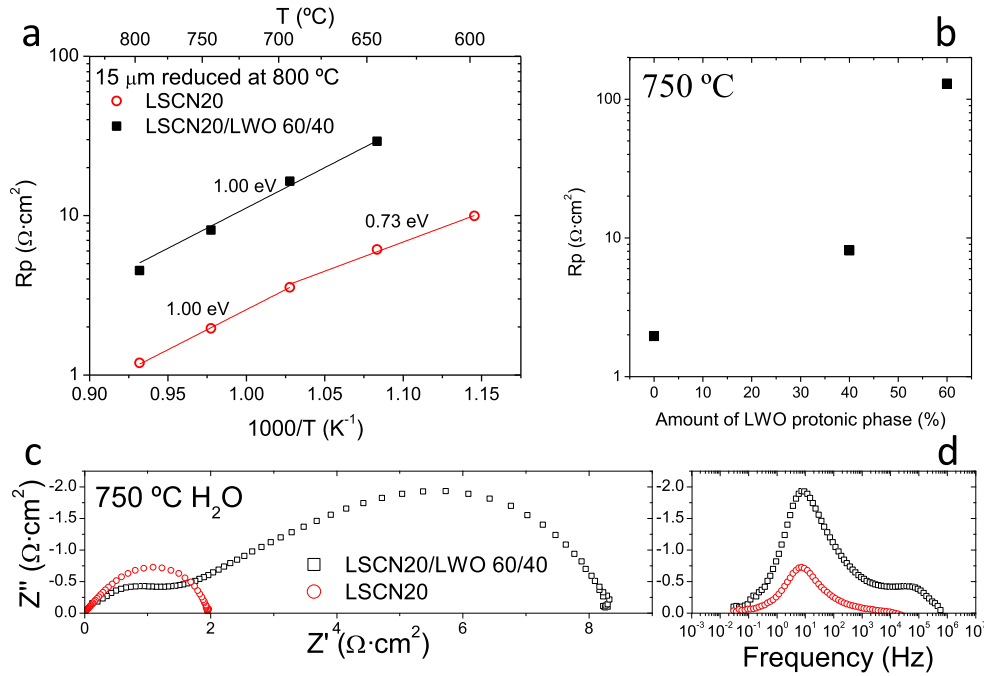 a
T (ºC)
800 750 700 650 600
100
10
1
Rp (Ω·cm²)
15 μm reduced at 800 ºC
LSCN20
LSCN20/LWO 60/40
1.00 eV
0.73 eV
1.00 eV
0.90 0.95 1.00 1.05 1.10 1.15
1000/T (K⁻¹)
b
750 ºC
100
10
1
Rp (Ω·cm²)
0 10 20 30 40 50 60
Amount of LWO protonic phase (%)
c
750 ºC H₂O
-2.0
-1.5
-1.0
-0.5
0.0
Z'' (Ω·cm²)
LSCN20/LWO 60/40
LSCN20
0 2 4 6 8
Z' (Ω·cm²)
d
-2.0
-1.5
-1.0
-0.5
0.0
10⁻³ 10⁻² 10⁻¹ 10⁰ 10¹ 10² 10³ 10⁴ 10⁵ 10⁶ 10⁷
Frequency (Hz)